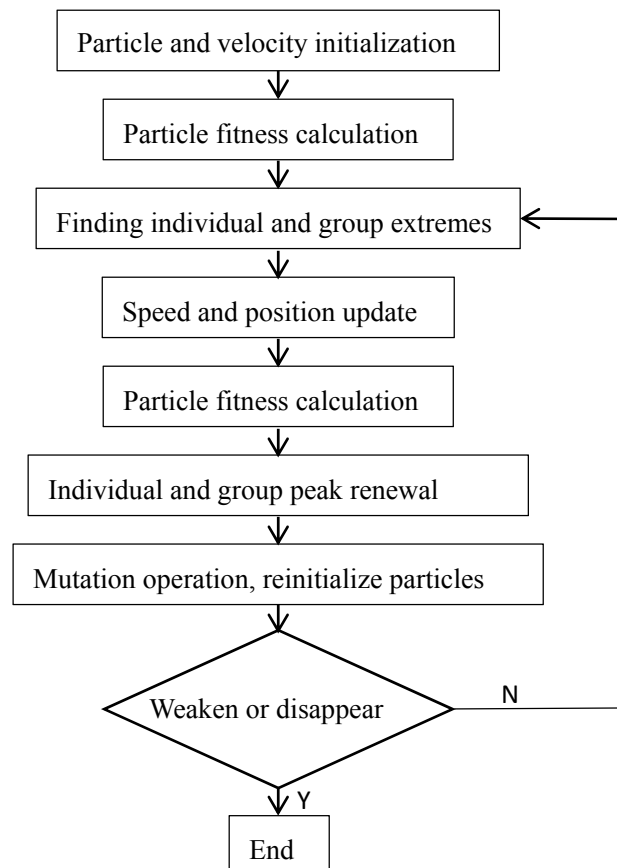 Particle and velocity initialization
Particle fitness calculation
Finding individual and group extremes
Speed and position update
Particle fitness calculation
Individual and group peak renewal
Mutation operation, reinitialize particles
Weaken or disappear
N
Y
End